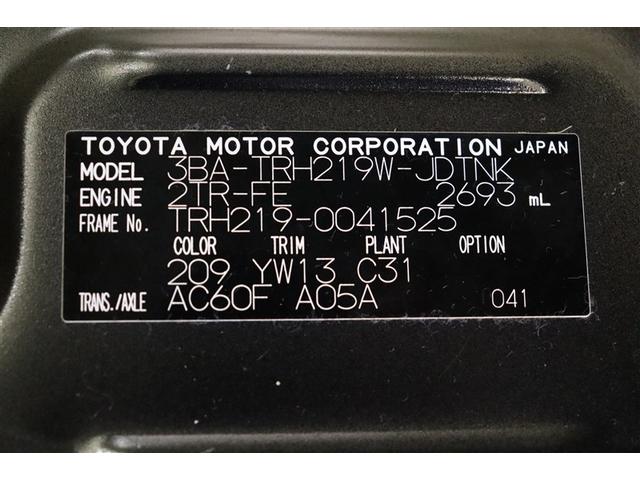 TOYOTA MOTOR CORPORATION JAPAN
MODEL 3BA-TRH219W-JDTNK
ENGINE 2TR-FE 2693 mL
FRAME No. TRH219-0041525
COLOR TRIM PLANT OPTION
209 YW13 C31
TRANS./AXLE AC60F A05A 041